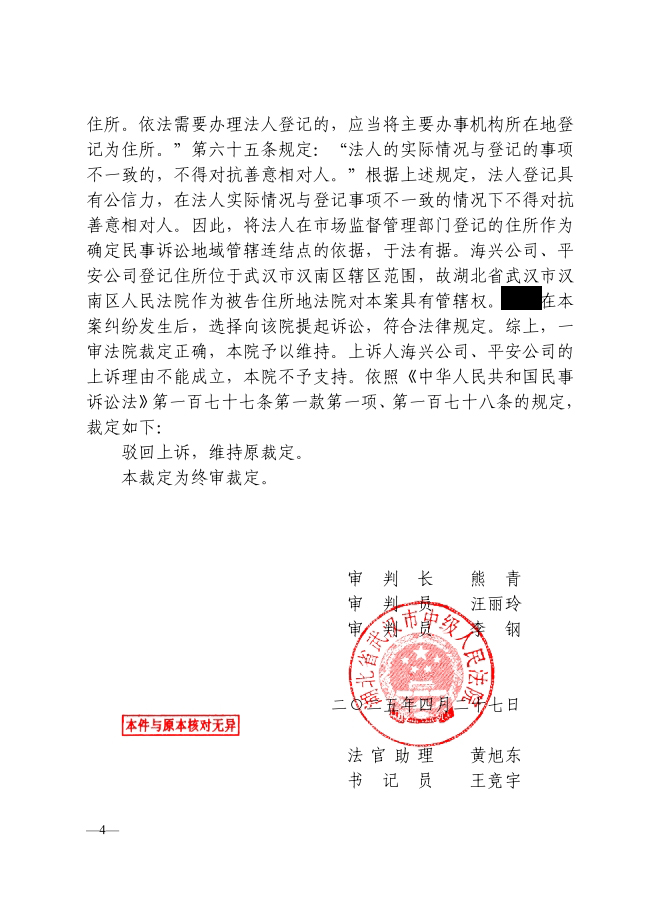 住所。依法需要办理法人登记的，应当将主要办事机构所在地登
记为住所。”第六十五条规定：“法人的实际情况与登记的事项
不一致的，不得对抗善意相对人。”根据上述规定，法人登记具
有公信力，在法人实际情况与登记事项不一致的情况下不得对抗
善意相对人。因此，将法人在市场监督管理部门登记的住所作为
确定民事诉讼地域管辖连结点的依据，于法有据。海兴公司、平
安公司登记住所位于武汉市汉南区辖区范围，故湖北省武汉市汉
南区人民法院作为被告住所地法院对本案具有管辖权。在本
案纠纷发生后，选择向该院提起诉讼，符合法律规定。综上，一
审法院裁定正确，本院予以维持。上诉人海兴公司、平安公司的
上诉理由不能成立，本院不予支持。依照《中华人民共和国民事
诉讼法》第一百七十七条第一款第一项、第一百七十八条的规定，
裁定如下：
驳回上诉，维持原裁定。
本裁定为终审裁定。
审 判 长 熊 青
审 判 员 汪丽玲
审 判 员 李 钢
湖北省武汉市中级人民法院
二〇二五年四月二十七日
本件与原本核对无异
法官助理 黄旭东
书 记 员 王竞宇
—4—